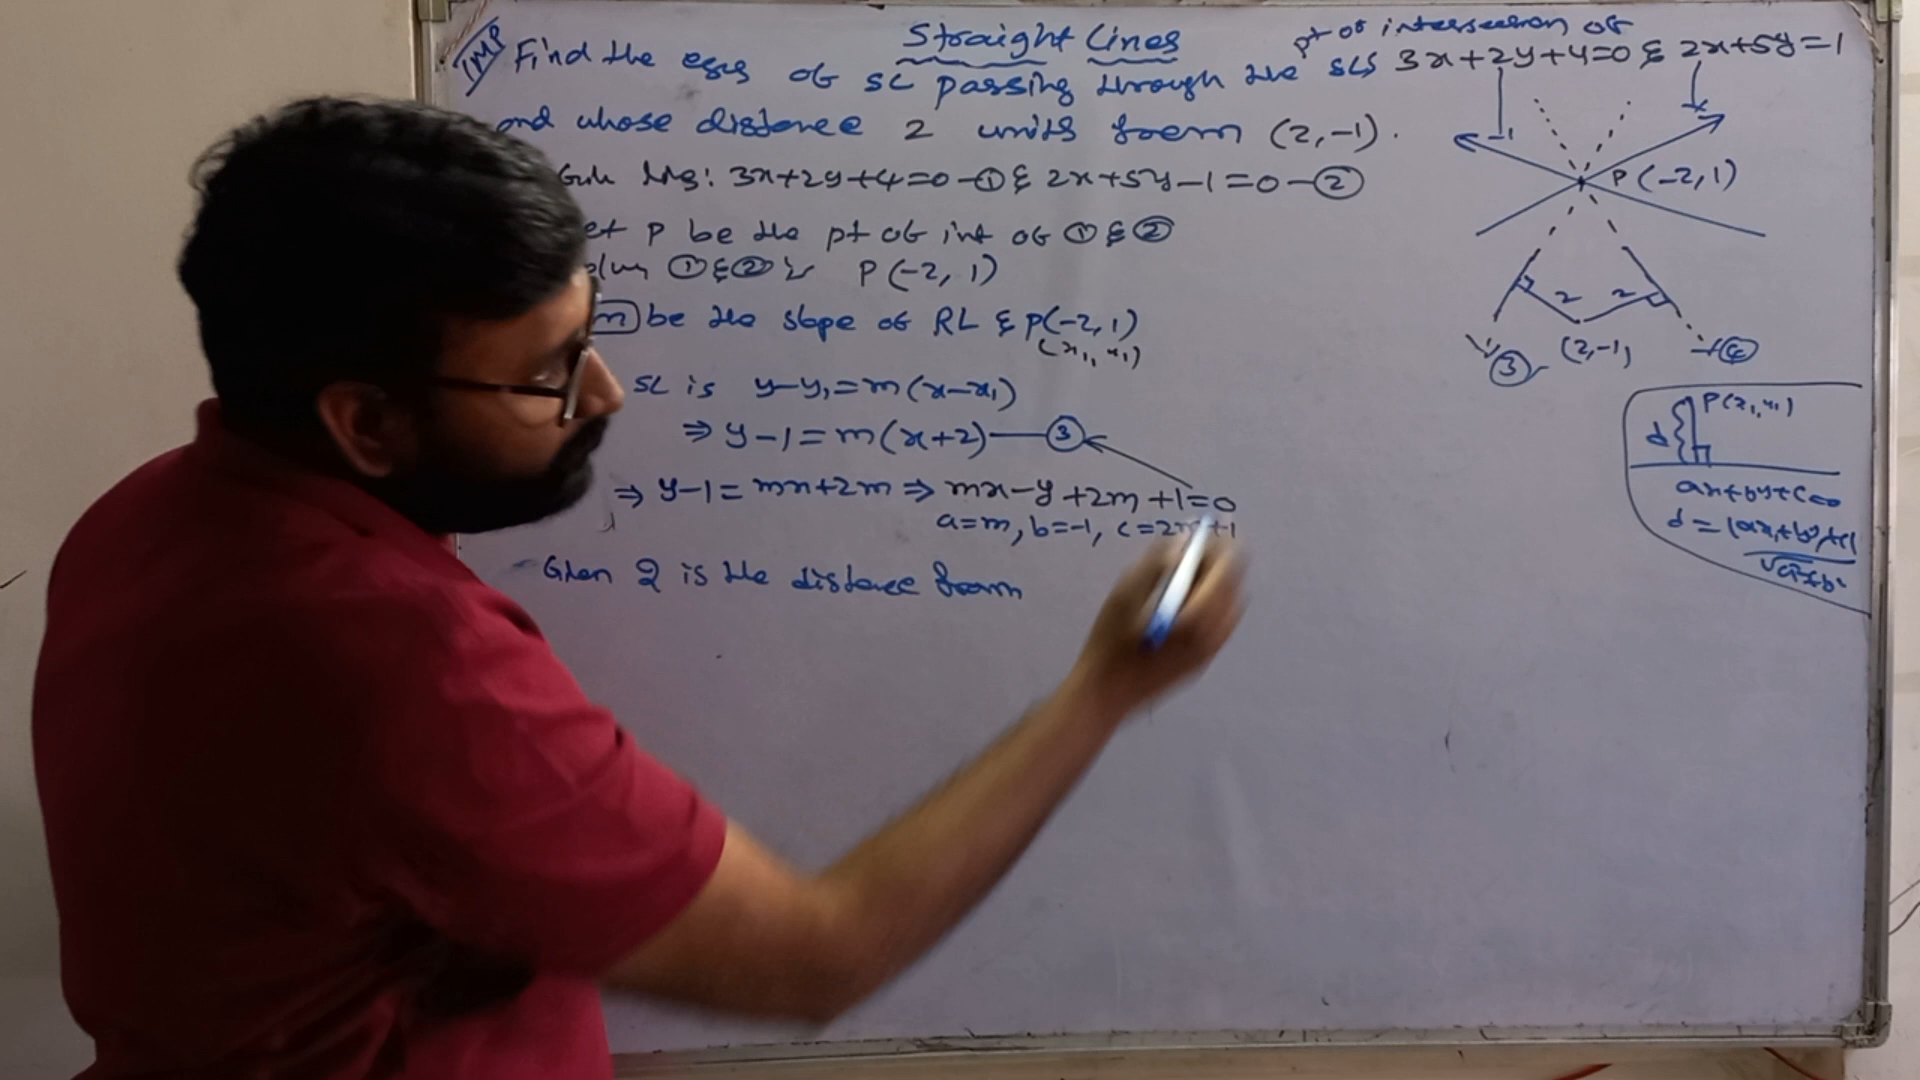 Straight Lines
IMP Find the eqns of SL passing through the pt of intersection of SLS 3x+2y+4=0 & 2x+5y=1
and whose distance 2 units from (2,-1).
lns: 3x+2y+4=0-① & 2x+5y-1=0-②
et P be the pt of int of ① & ②
① & ② P(-2, 1)
m be the slope of RL & P(-2, 1)
(x₁, y₁)
SL is y-y₁=m(x-x₁)
⇒ y-1=m(x+2)-③
⇒ y-1=mx+2m ⇒ mx-y+2m+1=0
a=m, b=-1, c=2m+1
Given 2 is the distance from
P(-2, 1)
2 2
③ (2,-1) ④
P(x₁, y₁)
d
ax+by+c=0
d = |ax₁+by₁+c|
√a²+b²